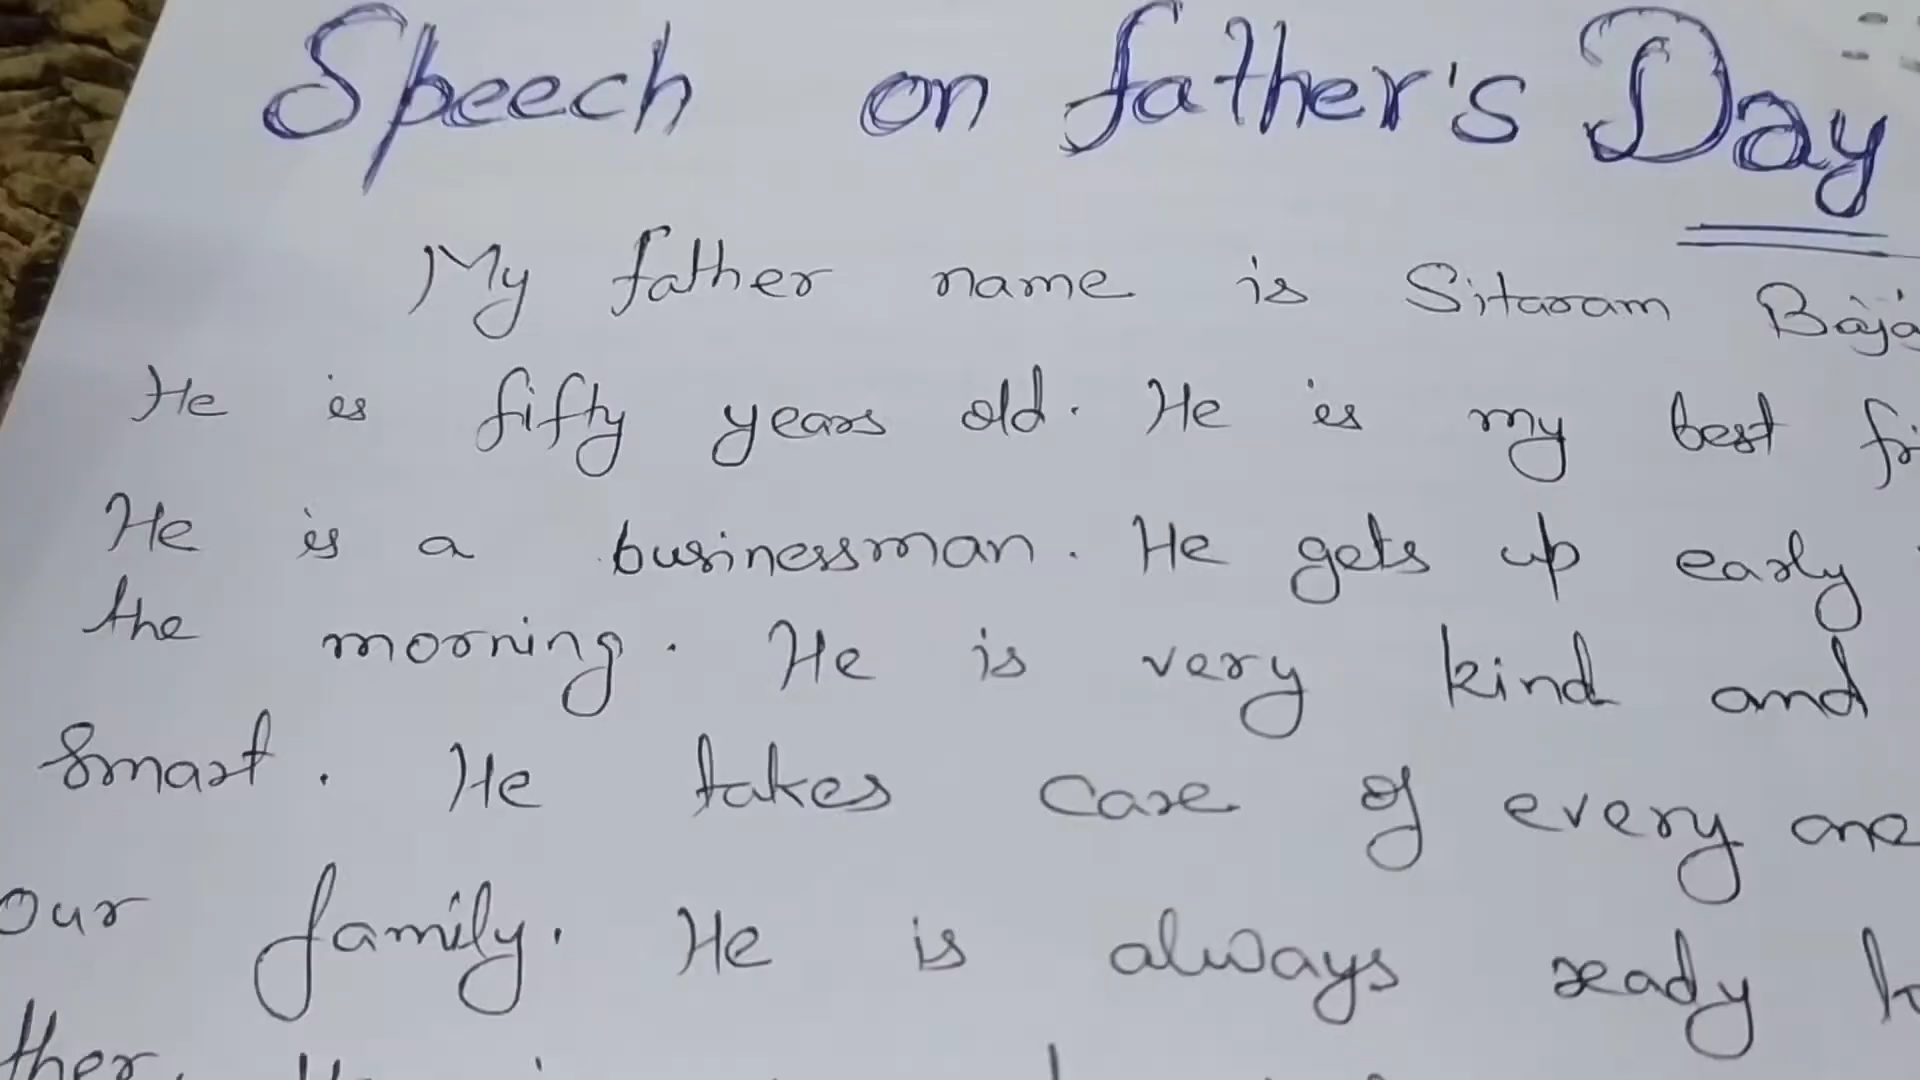 Speech on father's Day
My father name is Sitaram
He is fifty years old. He is my best
He is a businessman. He gets up early
the morning. He is very kind and
Smart. He takes care of every one
Our family. He is always ready